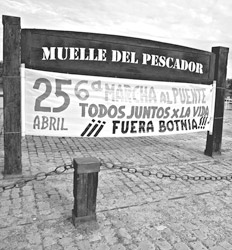 MUELLE DEL PESCADOR
25 6a MARCHA AL PUENTE
ABRIL TODOS JUNTOS x LA VIDA
¡¡¡ FUERA BOTNIA!!!